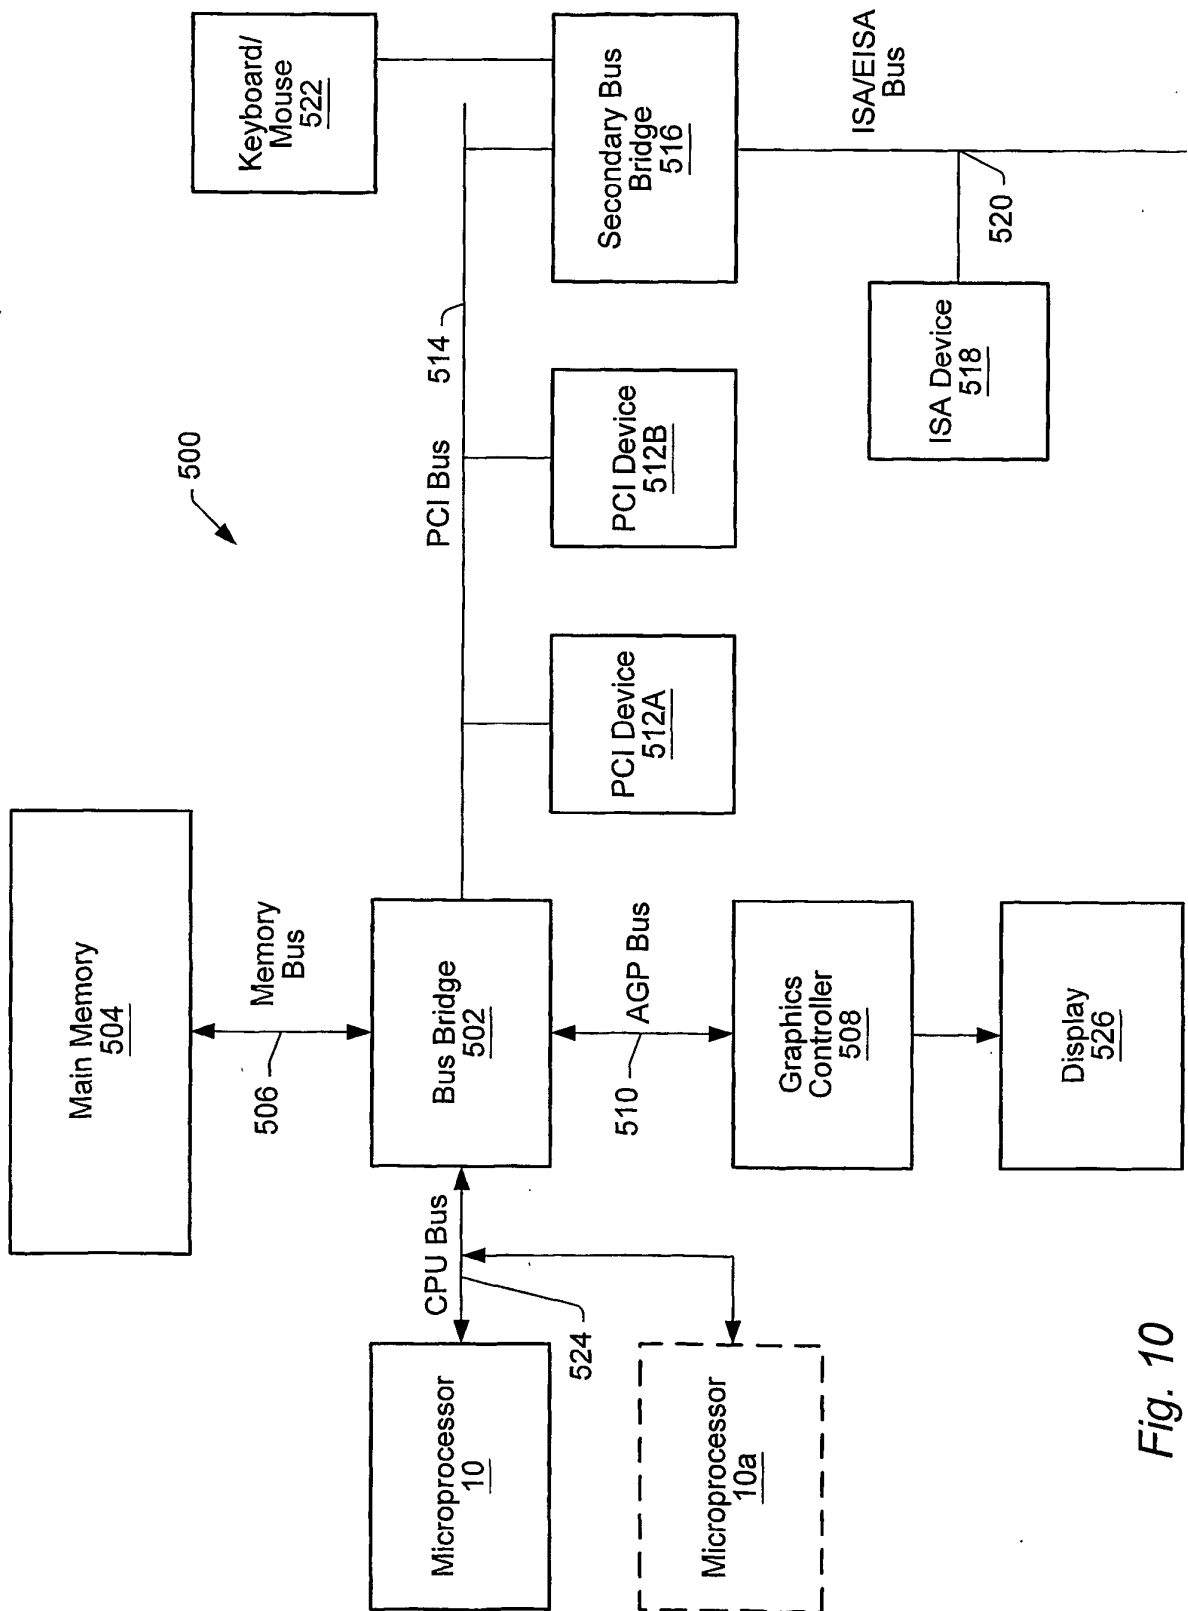 500
Main Memory
504
Keyboard/
Mouse
522
506
Memory
Bus
Microprocessor
10
CPU Bus
524
Bus Bridge
502
PCI Bus
514
Microprocessor
10a
510
AGP Bus
PCI Device
512A
PCI Device
512B
Secondary Bus
Bridge
516
Graphics
Controller
508
ISA Device
518
520
ISA/EISA
Bus
Display
526
Fig. 10